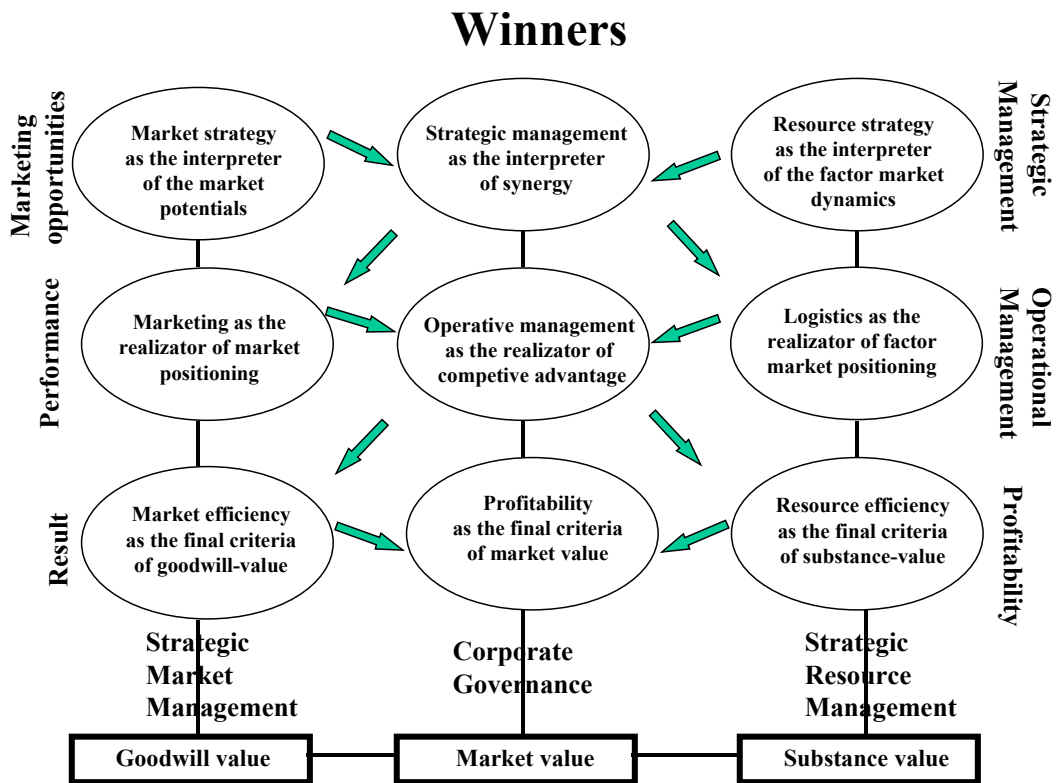 Winners
Marketing
opportunities
Market strategy
as the interpreter
of the market
potentials
Strategic management
as the interpreter
of synergy
Resource strategy
as the interpreter
of the factor market
dynamics
Strategic
Management
Performance
Marketing as the
realizator of market
positioning
Operative management
as the realizator of
competive advantage
Logistics as the
realizator of factor
market positioning
Operational
Management
Result
Market efficiency
as the final criteria
of goodwill-value
Profitability
as the final criteria
of market value
Resource efficiency
as the final criteria
of substance-value
Profitability
Strategic
Market
Management
Corporate
Governance
Strategic
Resource
Management
Goodwill value
Market value
Substance value